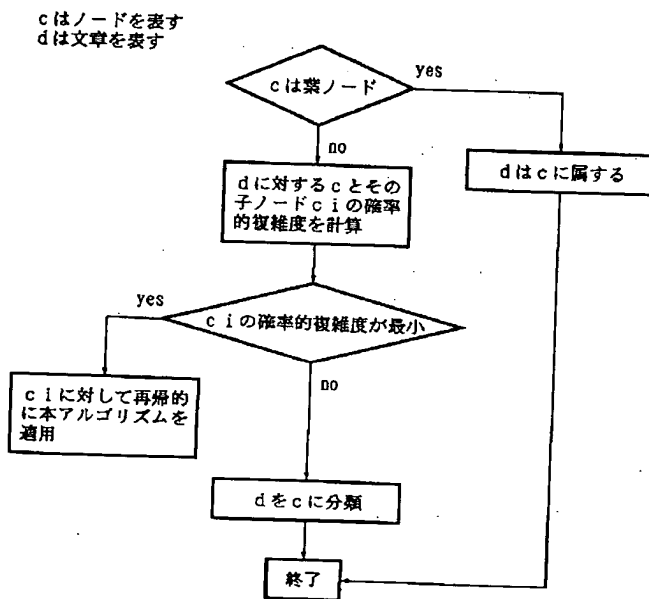 cはノードを表す
dは文章を表す
cは葉ノード
yes
no
dはcに属する
dに対するcとその
子ノードciの確率
的複雑度を計算
yes
ciの確率的複雑度が最小
no
ciに対して再帰的
に本アルゴリズムを
適用
dをcに分類
終了